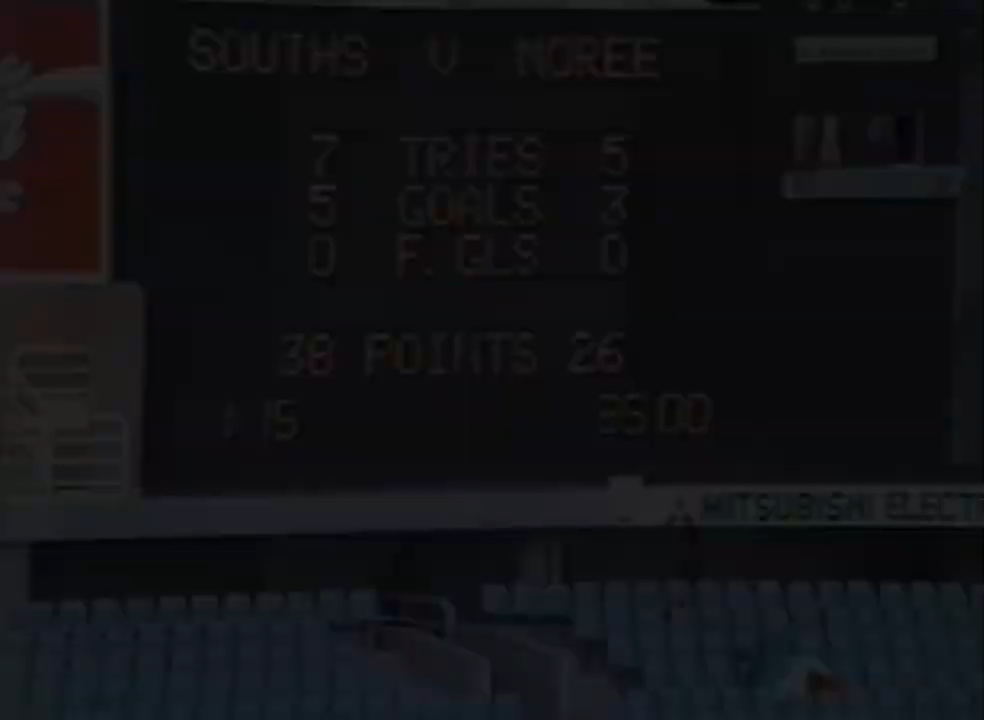 SOUTHS V MOREE
7 TRIES 5
5 GOALS 3
0 F. GLS 0
38 POINTS 26
35:00
MITSUBISHI ELECT